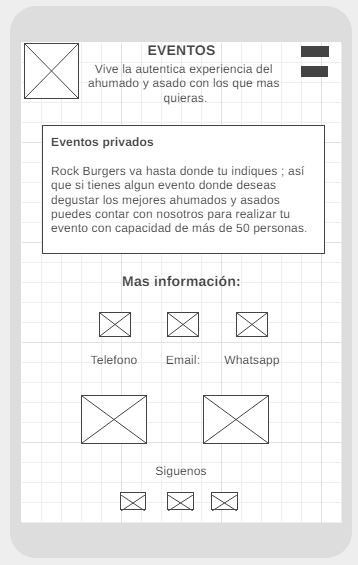 EVENTOS
Vive la autentica experiencia del
ahumado y asado con los que mas
quieras.
Eventos privados
Rock Burgers va hasta donde tu indiques ; así
que si tienes algun evento donde deseas
degustar los mejores ahumados y asados
puedes contar con nosotros para realizar tu
evento con capacidad de más de 50 personas.
Mas información:
Telefono Email: Whatsapp
Siguenos